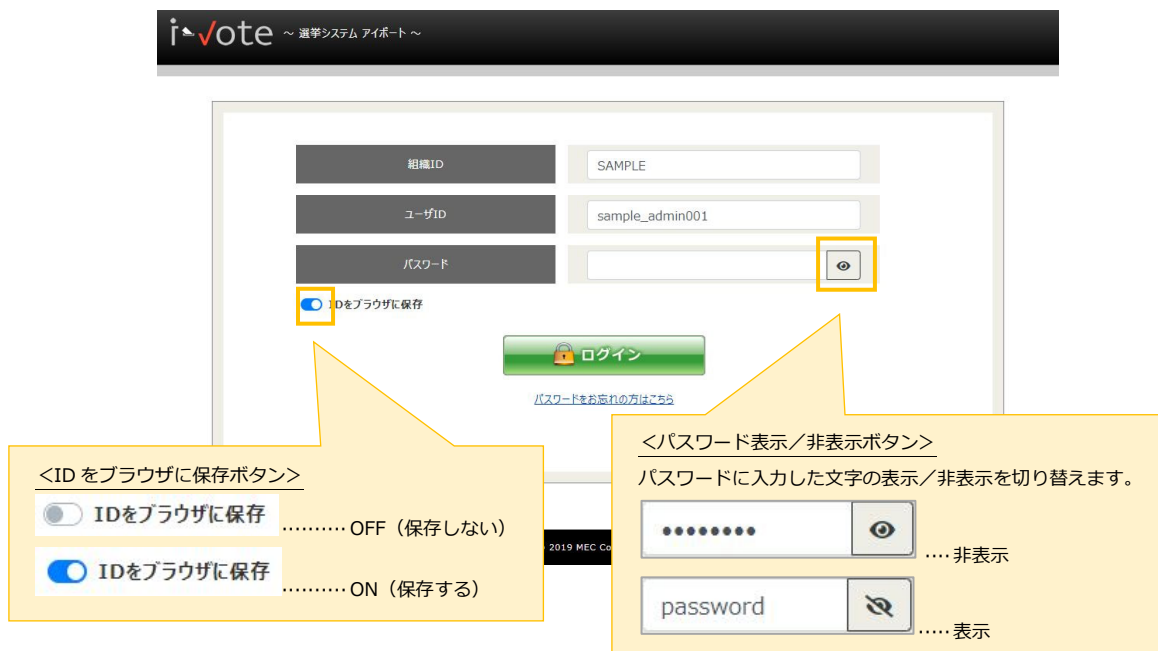 i√ote ～ 選挙システム アイボート ～
組織ID
SAMPLE
ユーザID
sample_admin001
パスワード
IDをブラウザに保存
ログイン
パスワードをお忘れの方はこちら
<ID をブラウザに保存ボタン>
IDをブラウザに保存
………… OFF（保存しない）
IDをブラウザに保存
………… ON（保存する）
2019 MEC Co
<パスワード表示／非表示ボタン>
パスワードに入力した文字の表示／非表示を切り替えます。
●●●●●●●●
…. 非表示
password
….. 表示